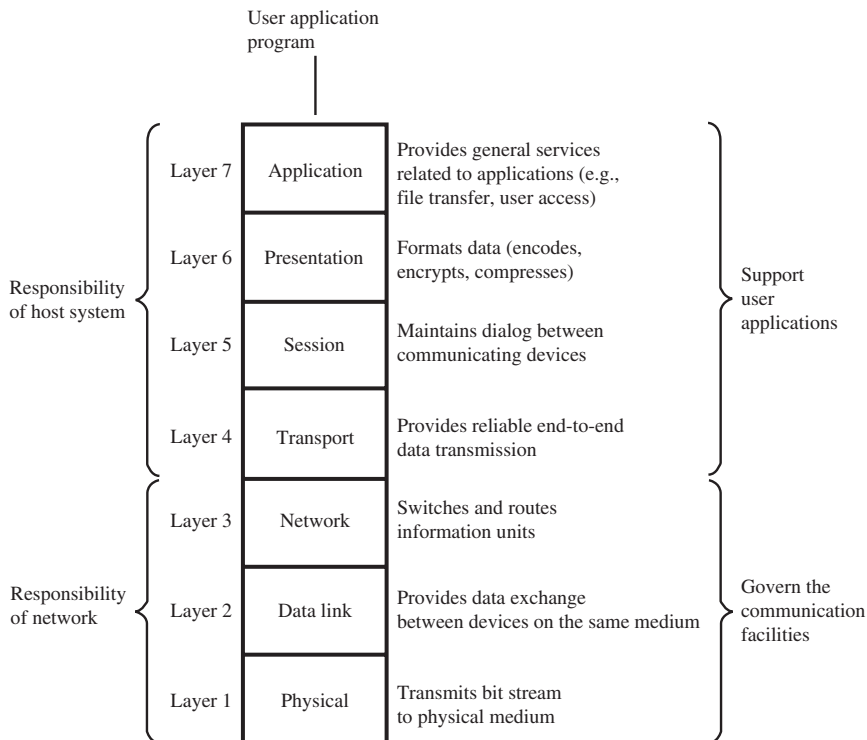 User application
program
Layer 7
Application
Provides general services
related to applications (e.g.,
file transfer, user access)
Layer 6
Presentation
Formats data (encodes,
encrypts, compresses)
Responsibility
of host system
Support
user
applications
Layer 5
Session
Maintains dialog between
communicating devices
Layer 4
Transport
Provides reliable end-to-end
data transmission
Layer 3
Network
Switches and routes
information units
Responsibility
of network
Layer 2
Data link
Provides data exchange
between devices on the same medium
Govern the
communication
facilities
Layer 1
Physical
Transmits bit stream
to physical medium